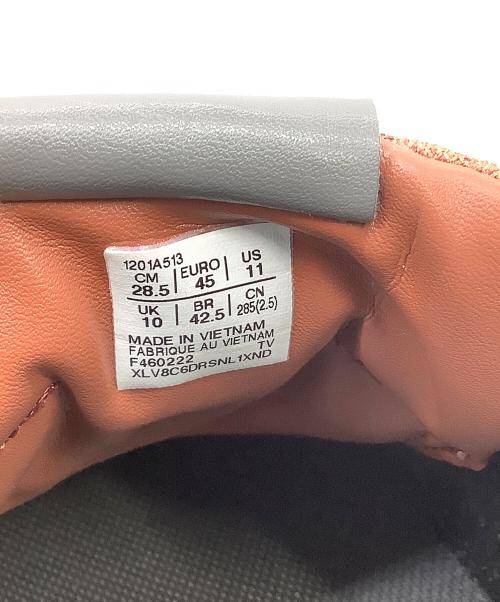 1201A513
CM EURO US
28.5 45 11
UK BR CN
10 42.5 285(2.5)
MADE IN VIETNAM
FABRIQUE AU VIETNAM
F460222 TV
XLV8C6DRSNL1XND